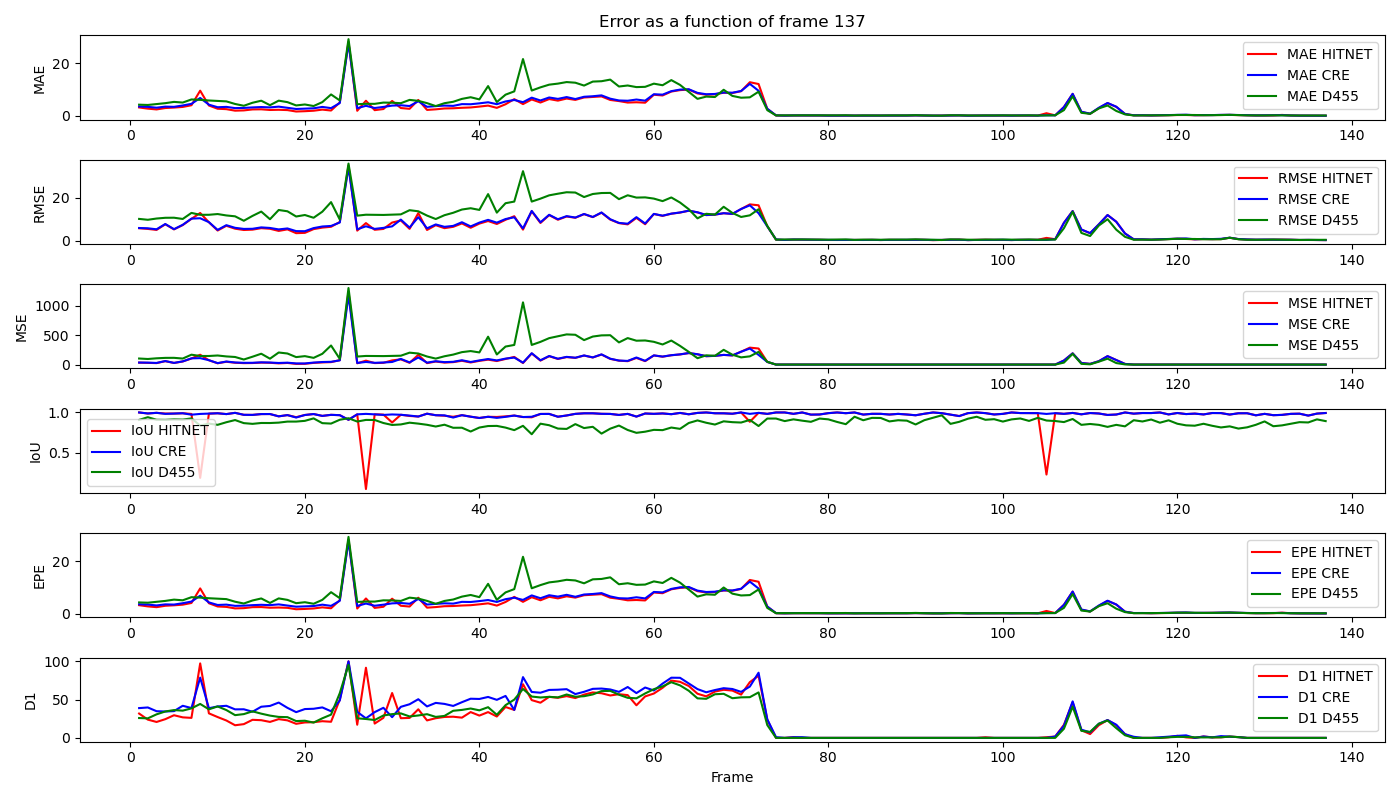 Error as a function of frame 137
MAE
20
0
MAE HITNET
MAE CRE
MAE D455
0 20 40 60 80 100 120 140
RMSE
20
0
RMSE HITNET
RMSE CRE
RMSE D455
0 20 40 60 80 100 120 140
MSE
1000
500
0
MSE HITNET
MSE CRE
MSE D455
0 20 40 60 80 100 120 140
IoU
1.0
0.5
IoU HITNET
IoU CRE
IoU D455
0 20 40 60 80 100 120 140
EPE
20
0
EPE HITNET
EPE CRE
EPE D455
0 20 40 60 80 100 120 140
D1
100
50
0
D1 HITNET
D1 CRE
D1 D455
0 20 40 60 80 100 120 140
Frame